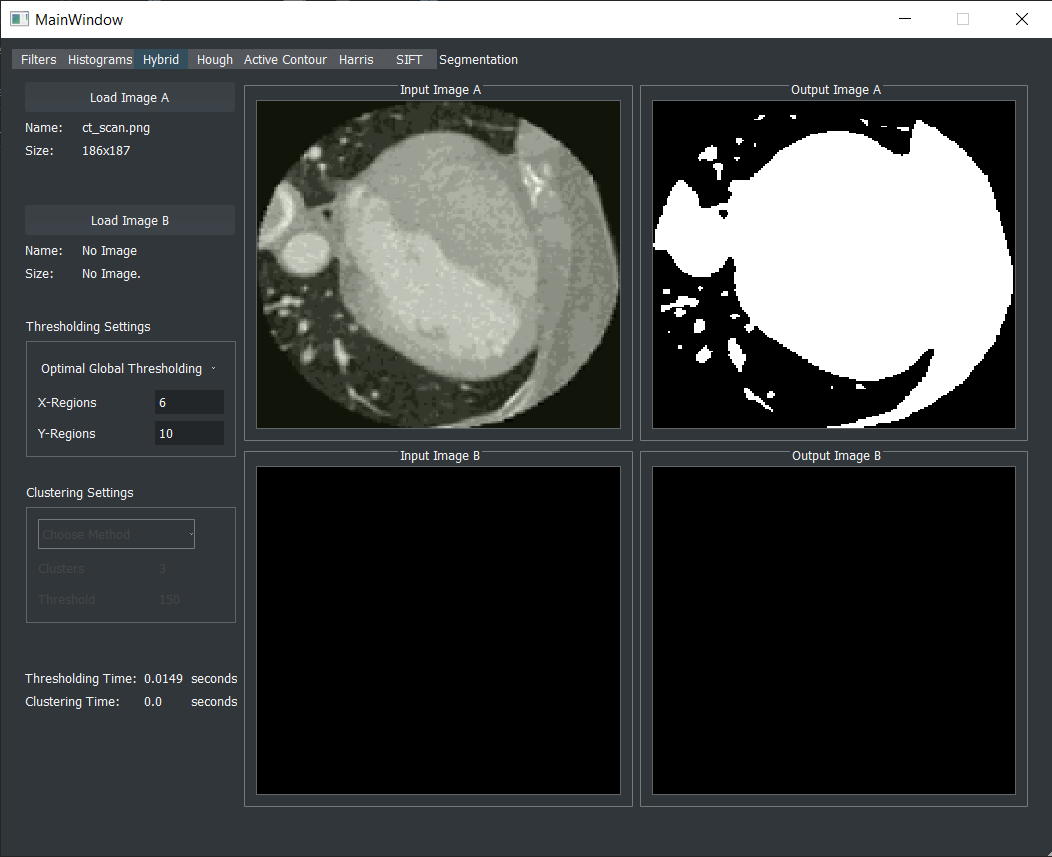 MainWindow
Filters Histograms Hybrid Hough Active Contour Harris SIFT Segmentation
Load Image A
Name: ct_scan.png
Size: 186x187
Load Image B
Name: No Image
Size: No Image.
Thresholding Settings
Optimal Global Thresholding
X-Regions 6
Y-Regions 10
Clustering Settings
Choose Method
Clusters 3
Threshold 150
Thresholding Time: 0.0149 seconds
Clustering Time: 0.0 seconds
Input Image A
Output Image A
Input Image B
Output Image B